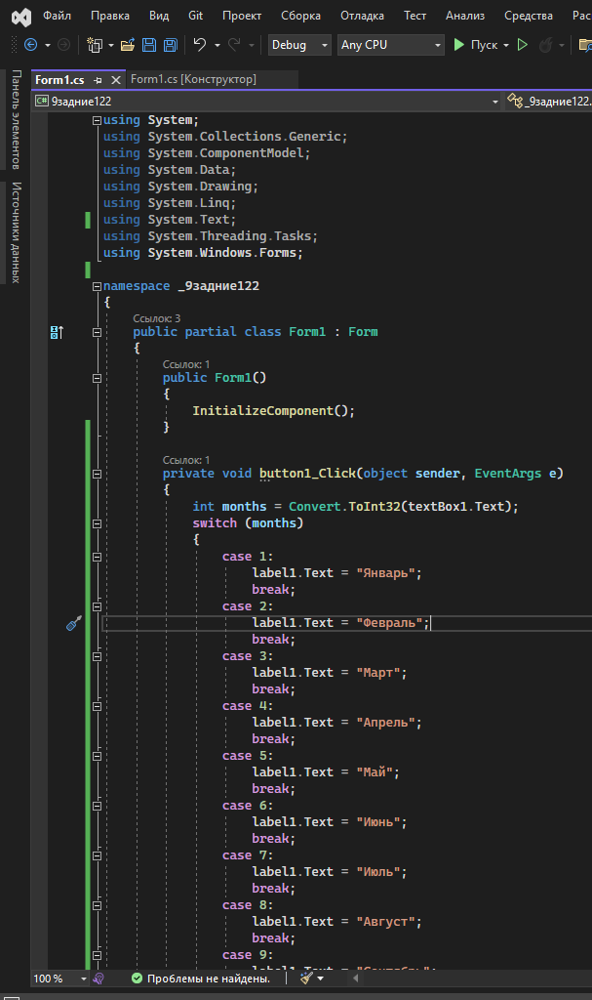 Файл Правка Вид Git Проект Сборка Отладка Тест Анализ Средства Рас
Debug Any CPU Пуск
Form1.cs Form1.cs [Конструктор]
C# 9задние122 _9задние122.
Панель элементов
Источники данных
using System;
using System.Collections.Generic;
using System.ComponentModel;
using System.Data;
using System.Drawing;
using System.Linq;
using System.Text;
using System.Threading.Tasks;
using System.Windows.Forms;
namespace _9задние122
{
Ссылок: 3
public partial class Form1 : Form
{
Ссылок: 1
public Form1()
{
InitializeComponent();
}
Ссылок: 1
private void button1_Click(object sender, EventArgs e)
{
int months = Convert.ToInt32(textBox1.Text);
switch (months)
{
case 1:
label1.Text = "Январь";
break;
case 2:
label1.Text = "Февраль";
break;
case 3:
label1.Text = "Март";
break;
case 4:
label1.Text = "Апрель";
break;
case 5:
label1.Text = "Май";
break;
case 6:
label1.Text = "Июнь";
break;
case 7:
label1.Text = "Июль";
break;
case 8:
label1.Text = "Август";
break;
case 9:
label1.Text = "Сентябрь";
100 % Проблемы не найдены.